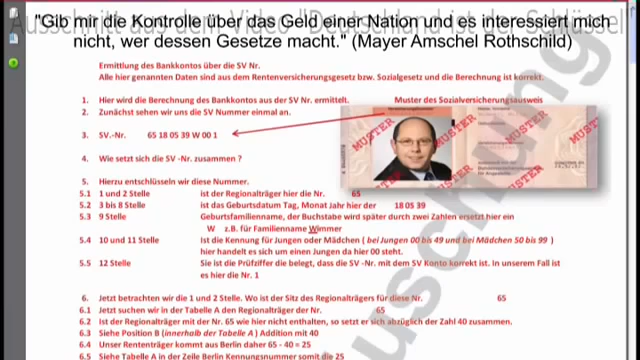 Ausschnitt aus dem Video "Deutschland ist der Schlüssel"
"Gib mir die Kontrolle über das Geld einer Nation und es interessiert mich
nicht, wer dessen Gesetze macht." (Mayer Amschel Rothschild)
Ermittlung des Bankkontos über die SV Nr.
Alle hier genannten Daten sind aus dem Rentenversicherungsgesetz bzw. Sozialgesetz und die Berechnung ist korrekt.
1. Hier wird die Berechnung des Bankkontos aus der SV Nr. ermittelt. Muster des Sozialversicherungsausweis
2. Zunächst sehen wir uns die SV Nummer einmal an.
MUSTER MUSTER MUSTER
3. SV.-Nr. 65 18 05 39 W 00 1
MUSTER MUSTER
4. Wie setzt sich die SV -Nr. zusammen ?
5. Hierzu entschlüsseln wir diese Nummer.
5.1 1 und 2 Stelle ist der Regionalträger hier die Nr. 65
5.2 3 bis 8 Stelle ist das Geburtsdatum Tag, Monat Jahr hier der 18 05 39
5.3 9 Stelle Geburtsfamilienname, der Buchstabe wird später durch zwei Zahlen ersetzt hier ein
W z.B. für Familienname Wimmer
5.4 10 und 11 Stelle Ist die Kennung für Jungen oder Mädchen ( bei Jungen 00 bis 49 und bei Mädchen 50 bis 99 )
hier handelt es sich um einen Jungen da hier 00 steht.
5.5 12 Stelle Sie ist die Prüfziffer die belegt, dass die SV -Nr. mit dem SV Konto korrekt ist. In unserem Fall ist
es hier die Nr. 1
6. Jetzt betrachten wir die 1 und 2 Stelle. Wo ist der Sitz des Regionalträgers für diese Nr. 65
6.1 Jetzt suchen wir in der Tabelle A den Regionalträger der Nr. 65
6.2 Ist der Regionalträger mit der Nr. 65 wie hier nicht enthalten, so setzt er sich abzüglich der Zahl 40 zusammen.
6.3 Siehe Position B (innerhalb der Tabelle A ) Addition mit 40
6.4 Unser Rententräger kommt aus Berlin daher 65 - 40 = 25
6.5 Siehe Tabelle A in der Zeile Berlin Kennungsnummer somit die 25